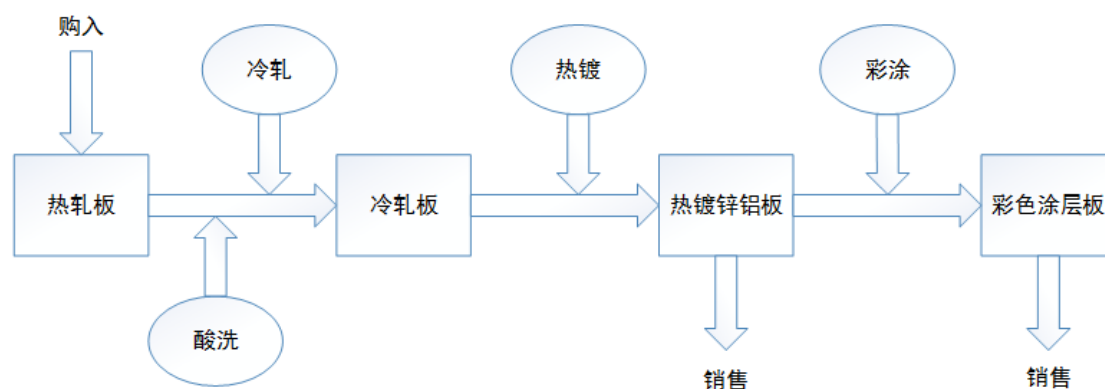 购入
冷轧
热镀
彩涂
热轧板
冷轧板
热镀锌铝板
彩色涂层板
酸洗
销售
销售